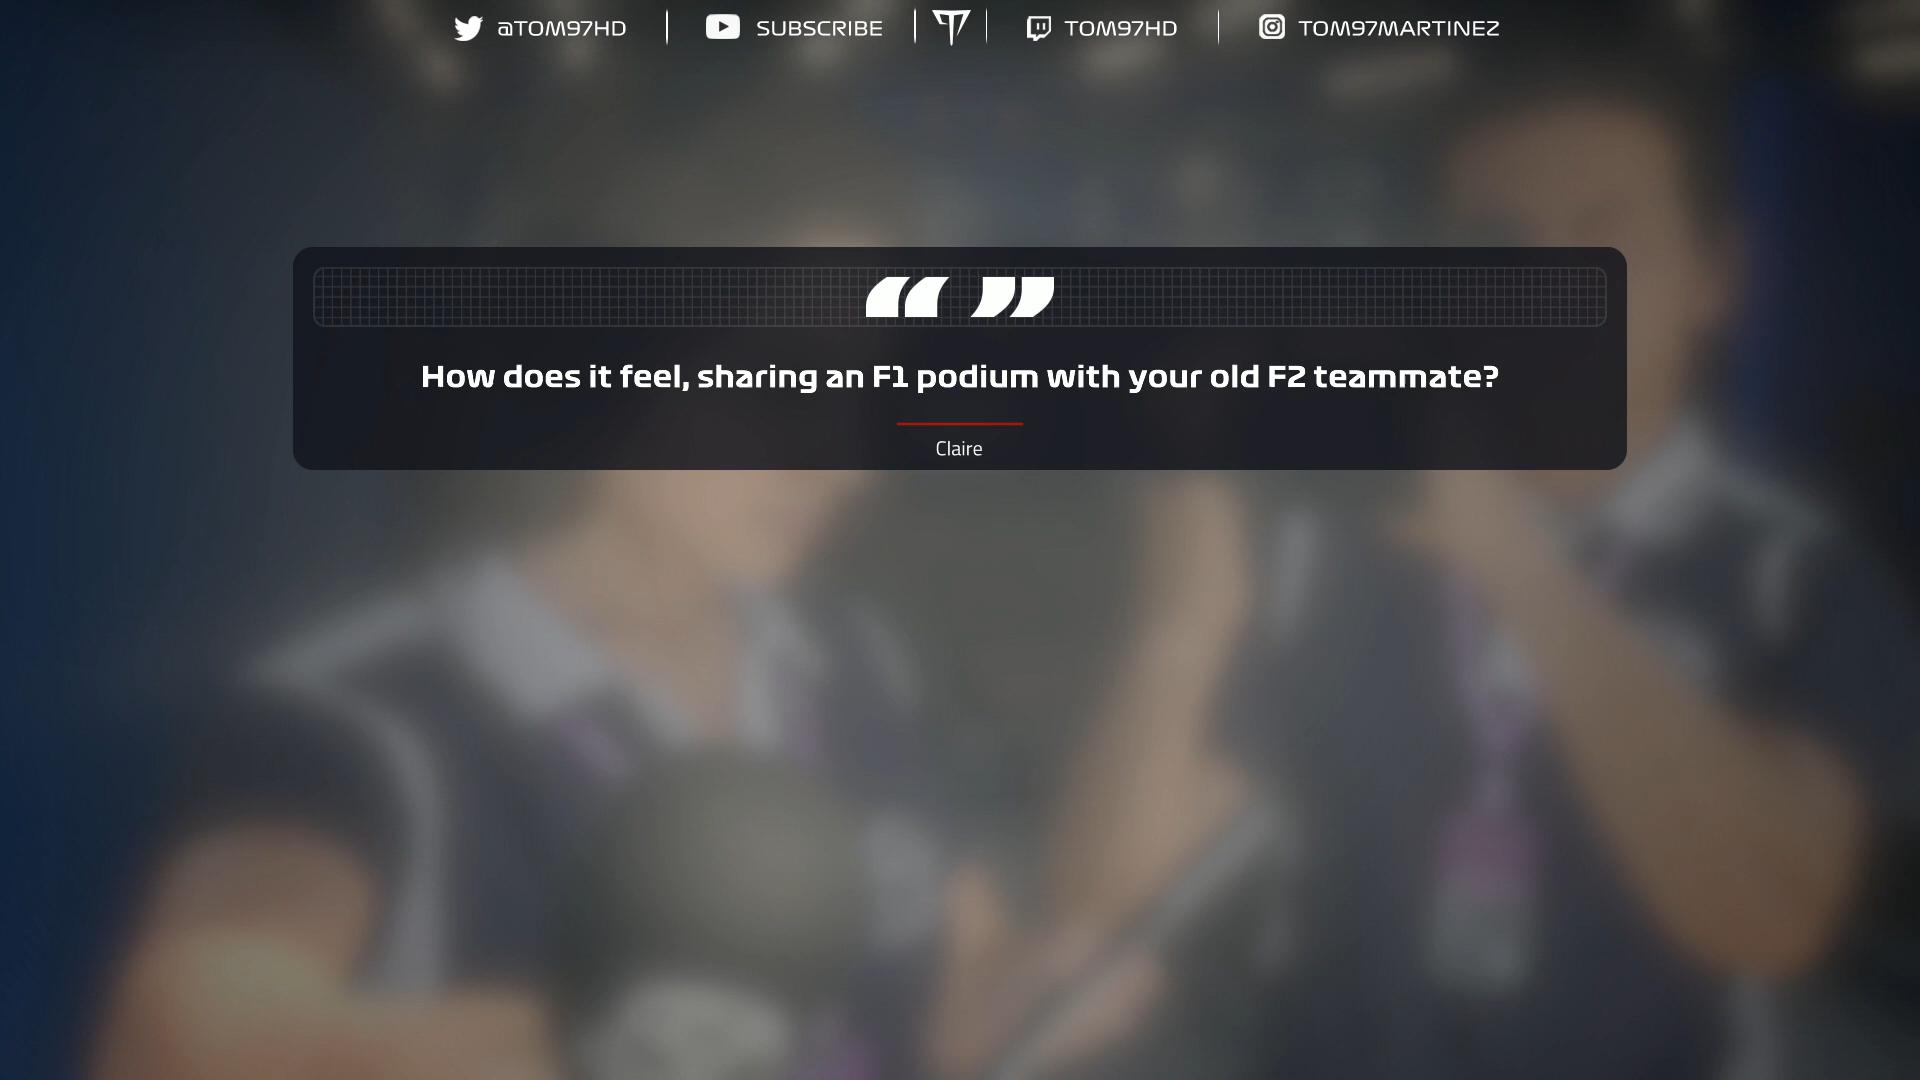 @TOM97HD
SUBSCRIBE
TOM97HD
TOM97MARTINEZ
“ ”
How does it feel, sharing an F1 podium with your old F2 teammate?
Claire